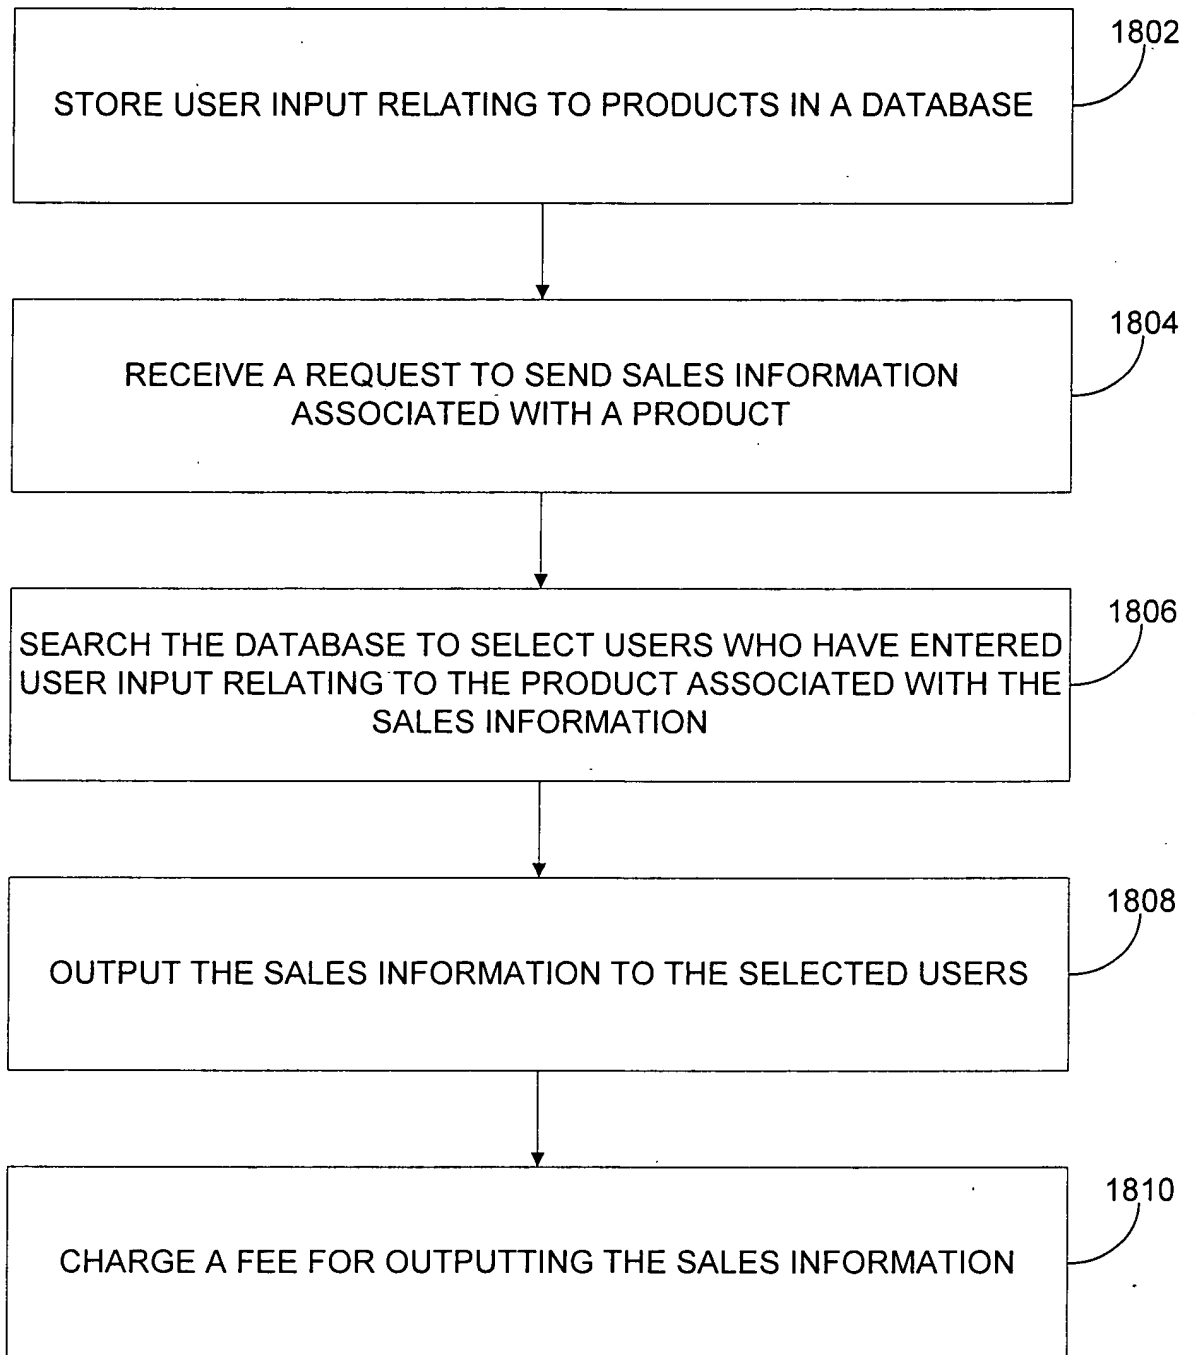 1802
STORE USER INPUT RELATING TO PRODUCTS IN A DATABASE
1804
RECEIVE A REQUEST TO SEND SALES INFORMATION
ASSOCIATED WITH A PRODUCT
1806
SEARCH THE DATABASE TO SELECT USERS WHO HAVE ENTERED
USER INPUT RELATING TO THE PRODUCT ASSOCIATED WITH THE
SALES INFORMATION
1808
OUTPUT THE SALES INFORMATION TO THE SELECTED USERS
1810
CHARGE A FEE FOR OUTPUTTING THE SALES INFORMATION